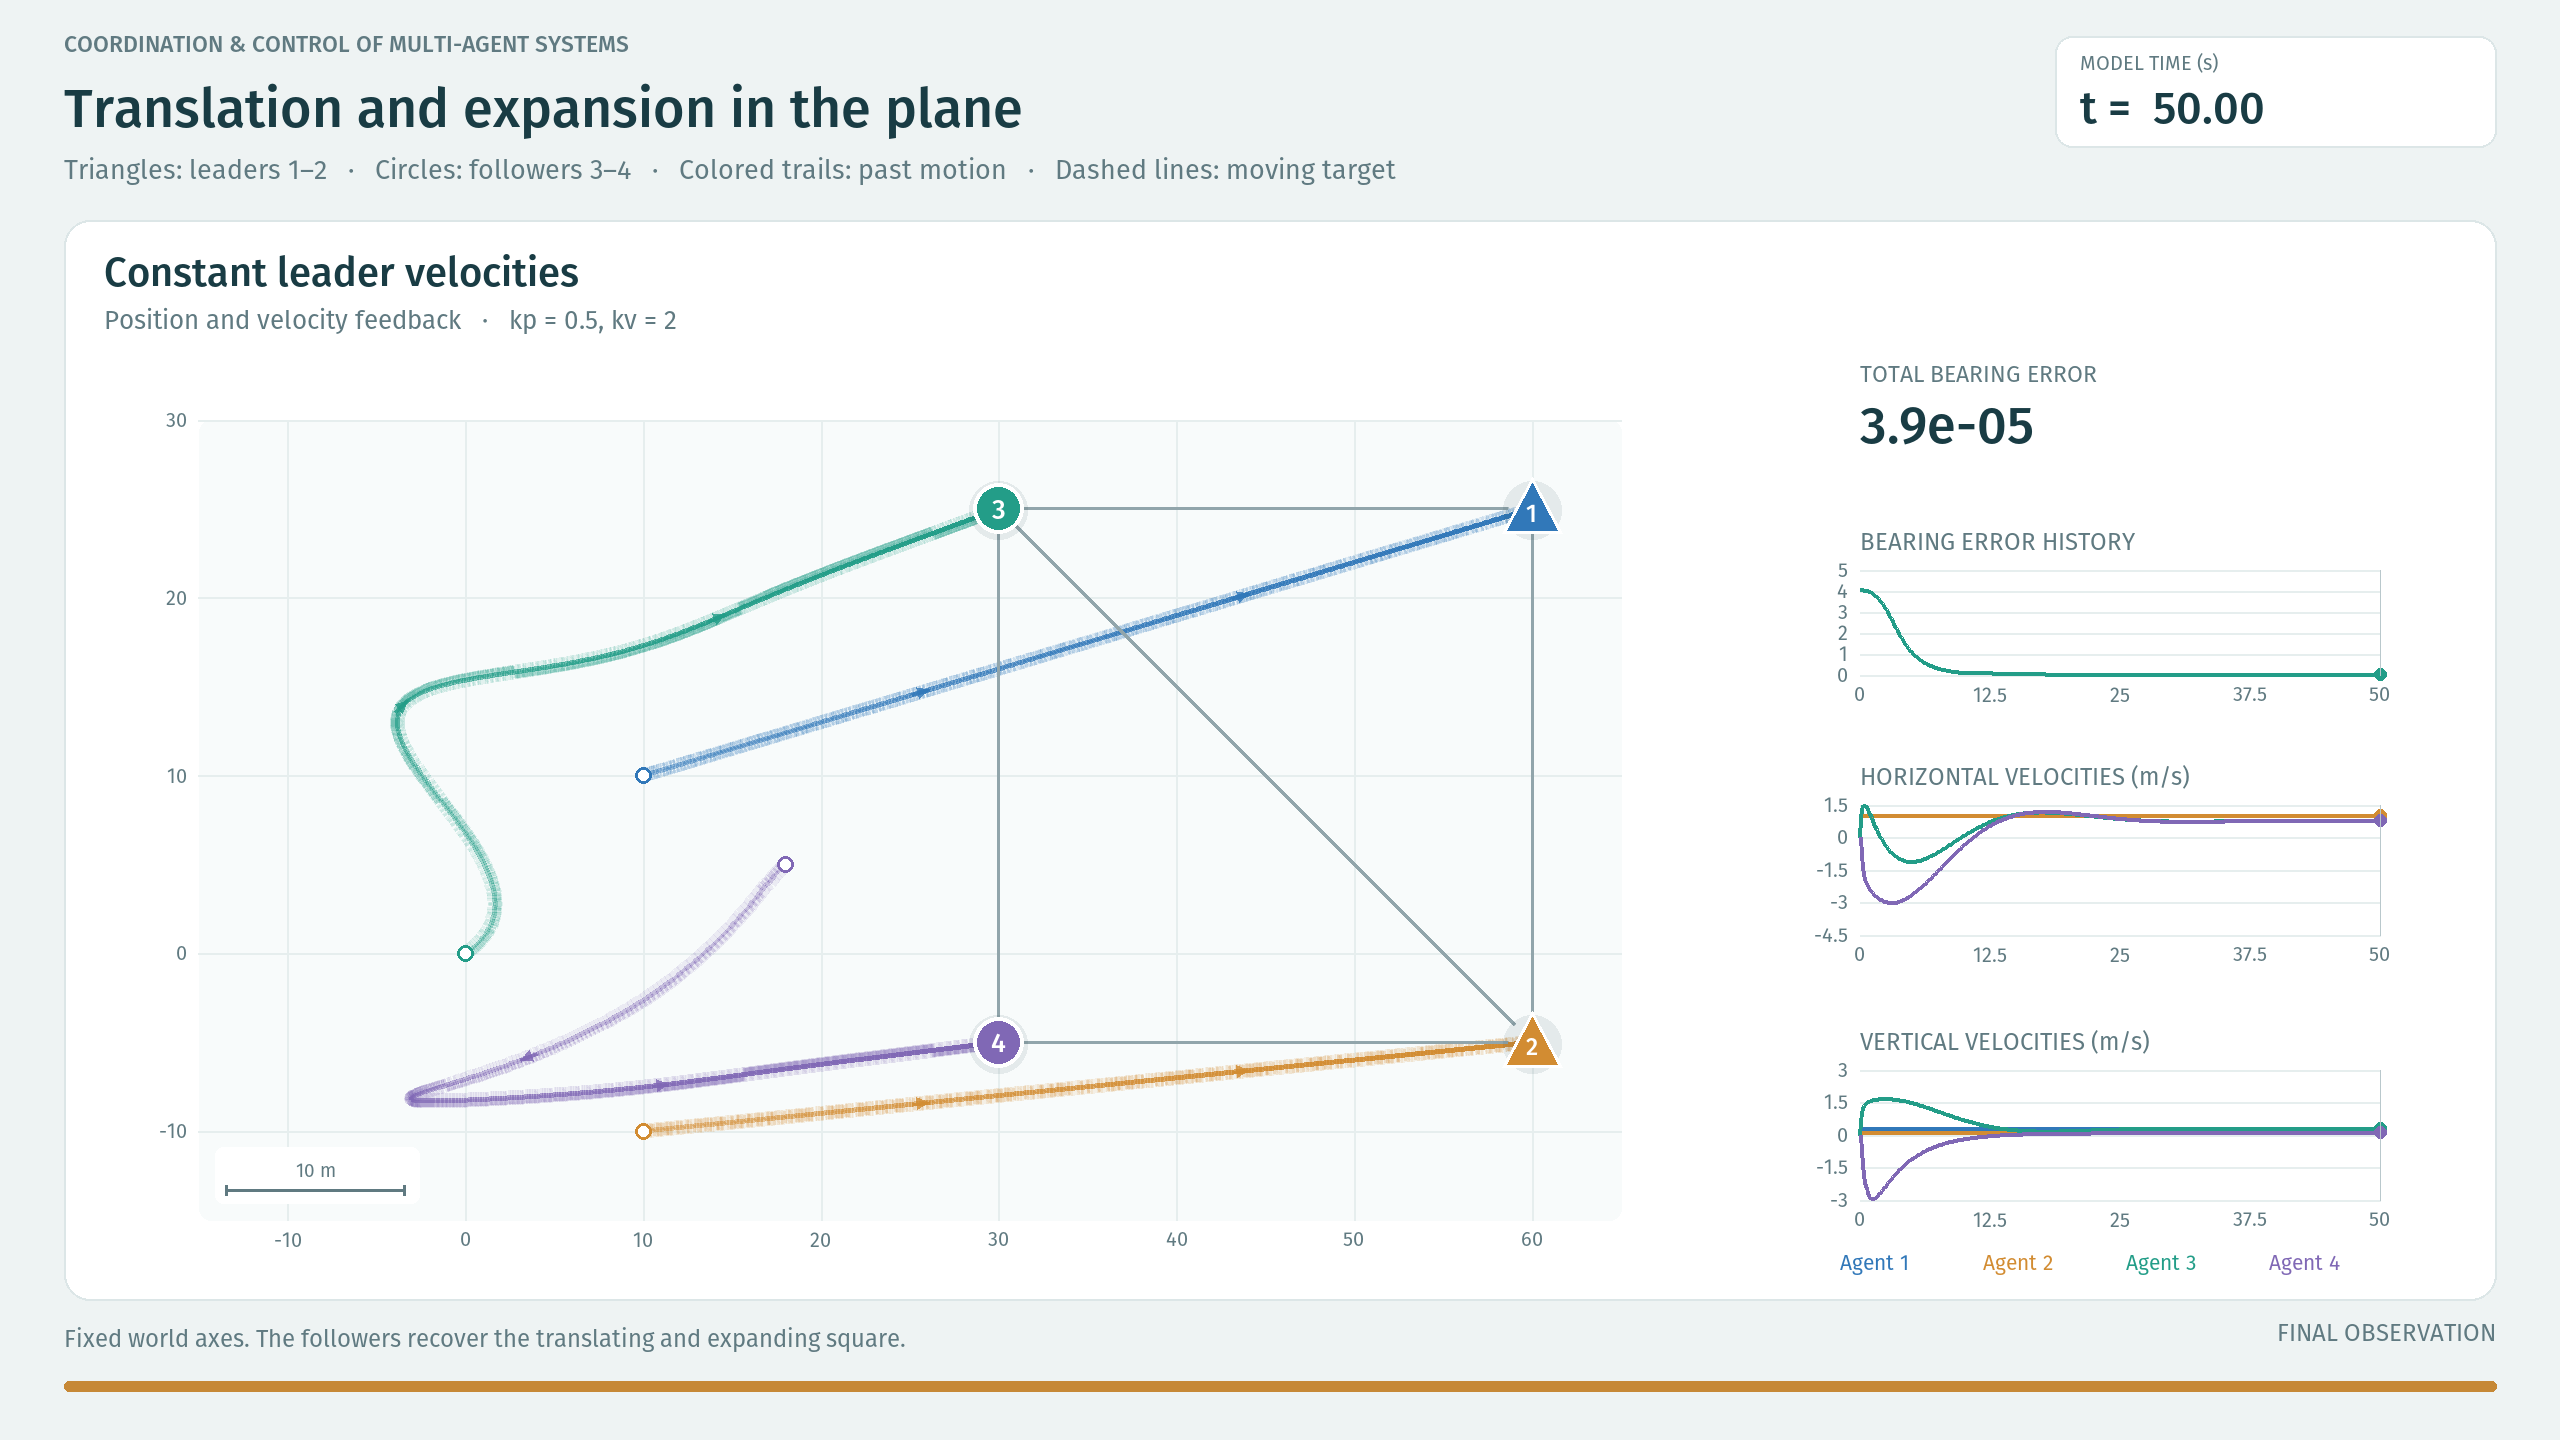 COORDINATION & CONTROL OF MULTI-AGENT SYSTEMS
Translation and expansion in the plane
Triangles: leaders 1–2 · Circles: followers 3–4 · Colored trails: past motion · Dashed lines: moving target
MODEL TIME (s)
t = 50.00
Constant leader velocities
Position and velocity feedback · kp = 0.5, kv = 2
30
20
10
0
-10
-10 0 10 20 30 40 50 60
10 m
3
1
4
2
TOTAL BEARING ERROR
3.9e-05
BEARING ERROR HISTORY
5
4
3
2
1
0
0 12.5 25 37.5 50
HORIZONTAL VELOCITIES (m/s)
1.5
0
-1.5
-3
-4.5
0 12.5 25 37.5 50
VERTICAL VELOCITIES (m/s)
3
1.5
0
-1.5
-3
0 12.5 25 37.5 50
Agent 1 Agent 2 Agent 3 Agent 4
Fixed world axes. The followers recover the translating and expanding square.
FINAL OBSERVATION